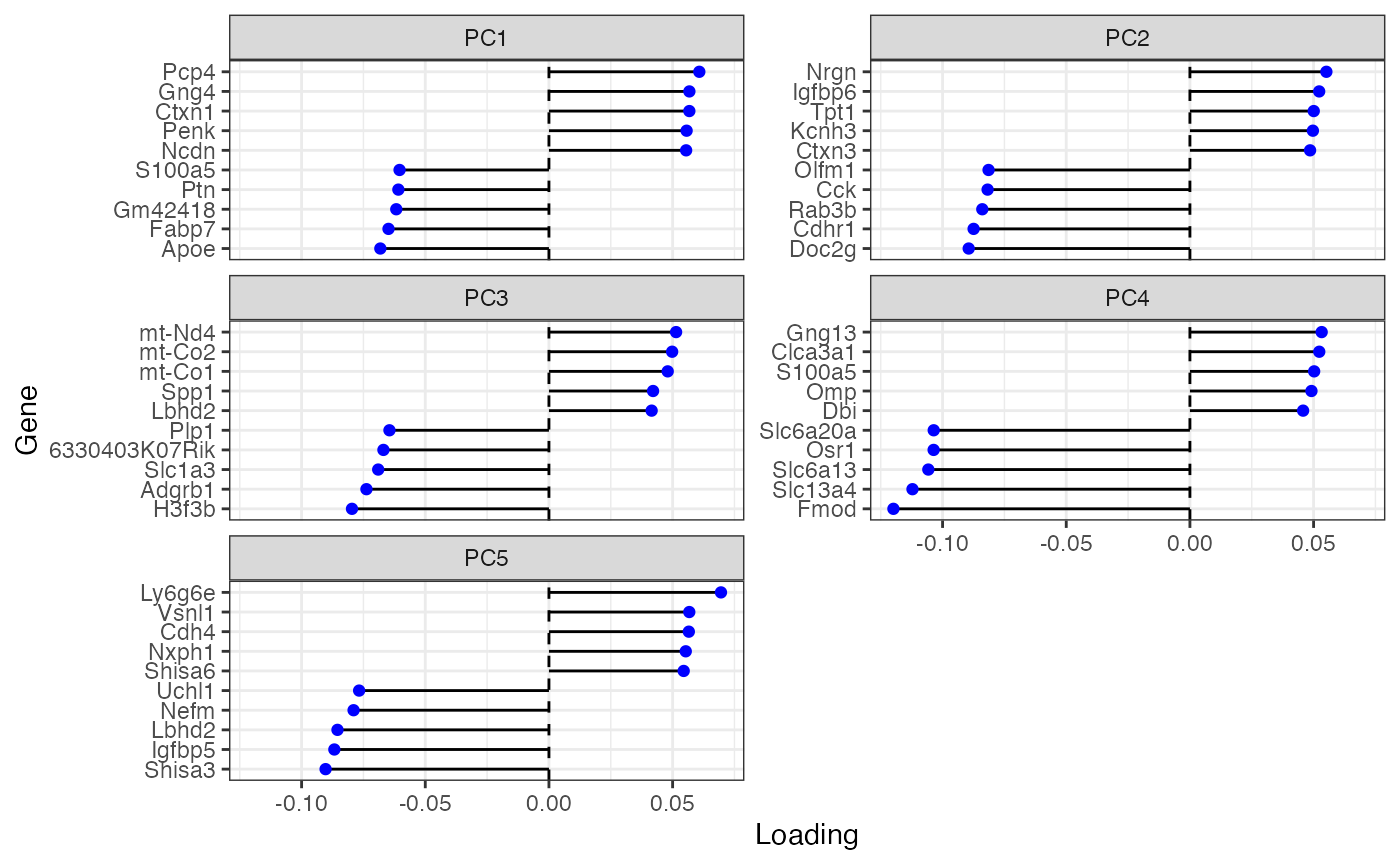 PC1
Pcp4
Gng4
Ctxn1
Penk
Ncdn
S100a5
Ptn
Gm42418
Fabp7
Apoe
PC2
Nrgn
Igfbp6
Tpt1
Kcnh3
Ctxn3
Olfm1
Cck
Rab3b
Cdhr1
Doc2g
PC3
mt-Nd4
mt-Co2
mt-Co1
Spp1
Lbhd2
Plp1
6330403K07Rik
Slc1a3
Adgrb1
H3f3b
PC4
Gng13
Clca3a1
S100a5
Omp
Dbi
Slc6a20a
Osr1
Slc6a13
Slc13a4
Fmod
-0.10 -0.05 0.00 0.05
PC5
Ly6g6e
Vsnl1
Cdh4
Nxph1
Shisa6
Uchl1
Nefm
Lbhd2
Igfbp5
Shisa3
-0.10 -0.05 0.00 0.05
Gene
Loading